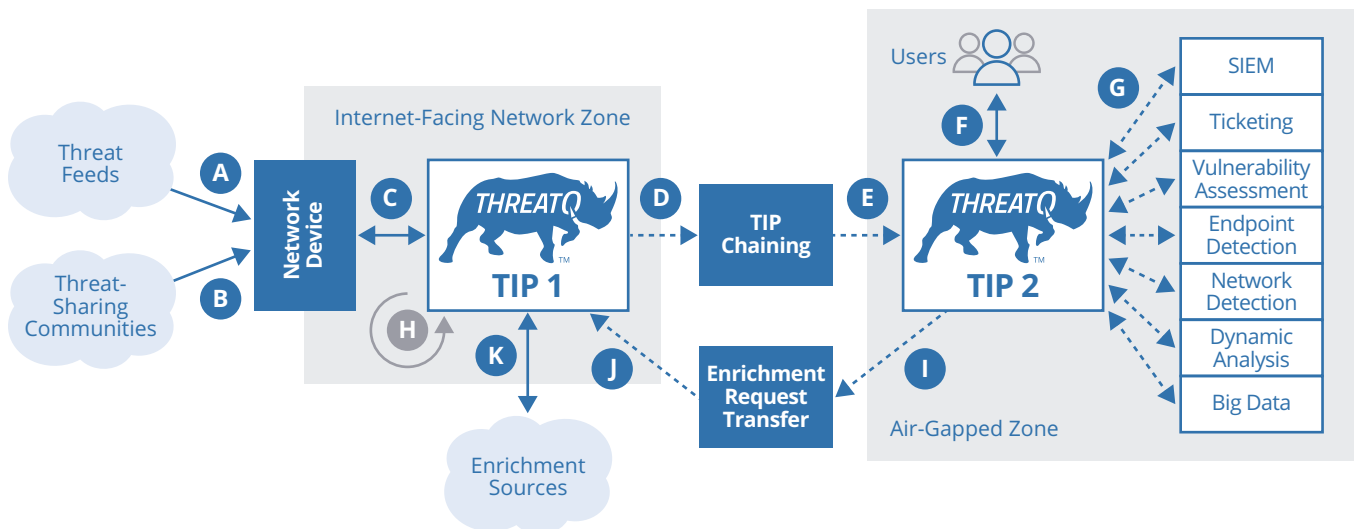 Threat
Feeds
A
Threat-
Sharing
Communities
B
Network
Device
Internet-Facing Network Zone
C
THREATQ
TM
TIP 1
H
K
Enrichment
Sources
D
TIP
Chaining
E
J
Enrichment
Request
Transfer
I
Users
F
G
THREATQ
TM
TIP 2
Air-Gapped Zone
SIEM
Ticketing
Vulnerability
Assessment
Endpoint
Detection
Network
Detection
Dynamic
Analysis
Big Data